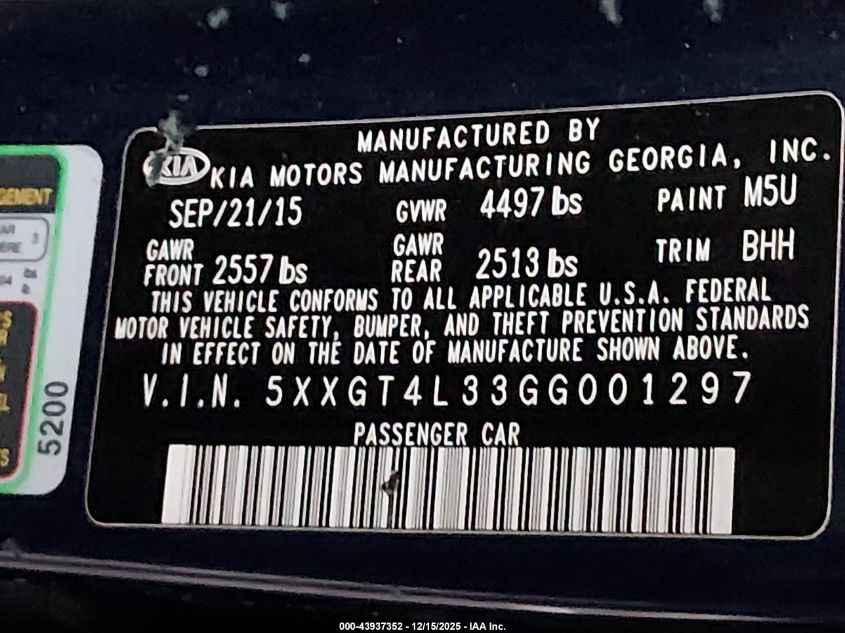 MANUFACTURED BY
KIA KIA MOTORS MANUFACTURING GEORGIA, INC.
SEP/21/15 GVWR 4497 lbs PAINT M5U
GAWR FRONT 2557 lbs GAWR REAR 2513 lbs TRIM BHH
THIS VEHICLE CONFORMS TO ALL APPLICABLE U.S.A. FEDERAL
MOTOR VEHICLE SAFETY, BUMPER, AND THEFT PREVENTION STANDARDS
IN EFFECT ON THE DATE OF MANUFACTURE SHOWN ABOVE.
V.I.N. 5XXGT4L33GG001297
PASSENGER CAR
5200
000-43937352 - 12/15/2025 - IAA Inc.